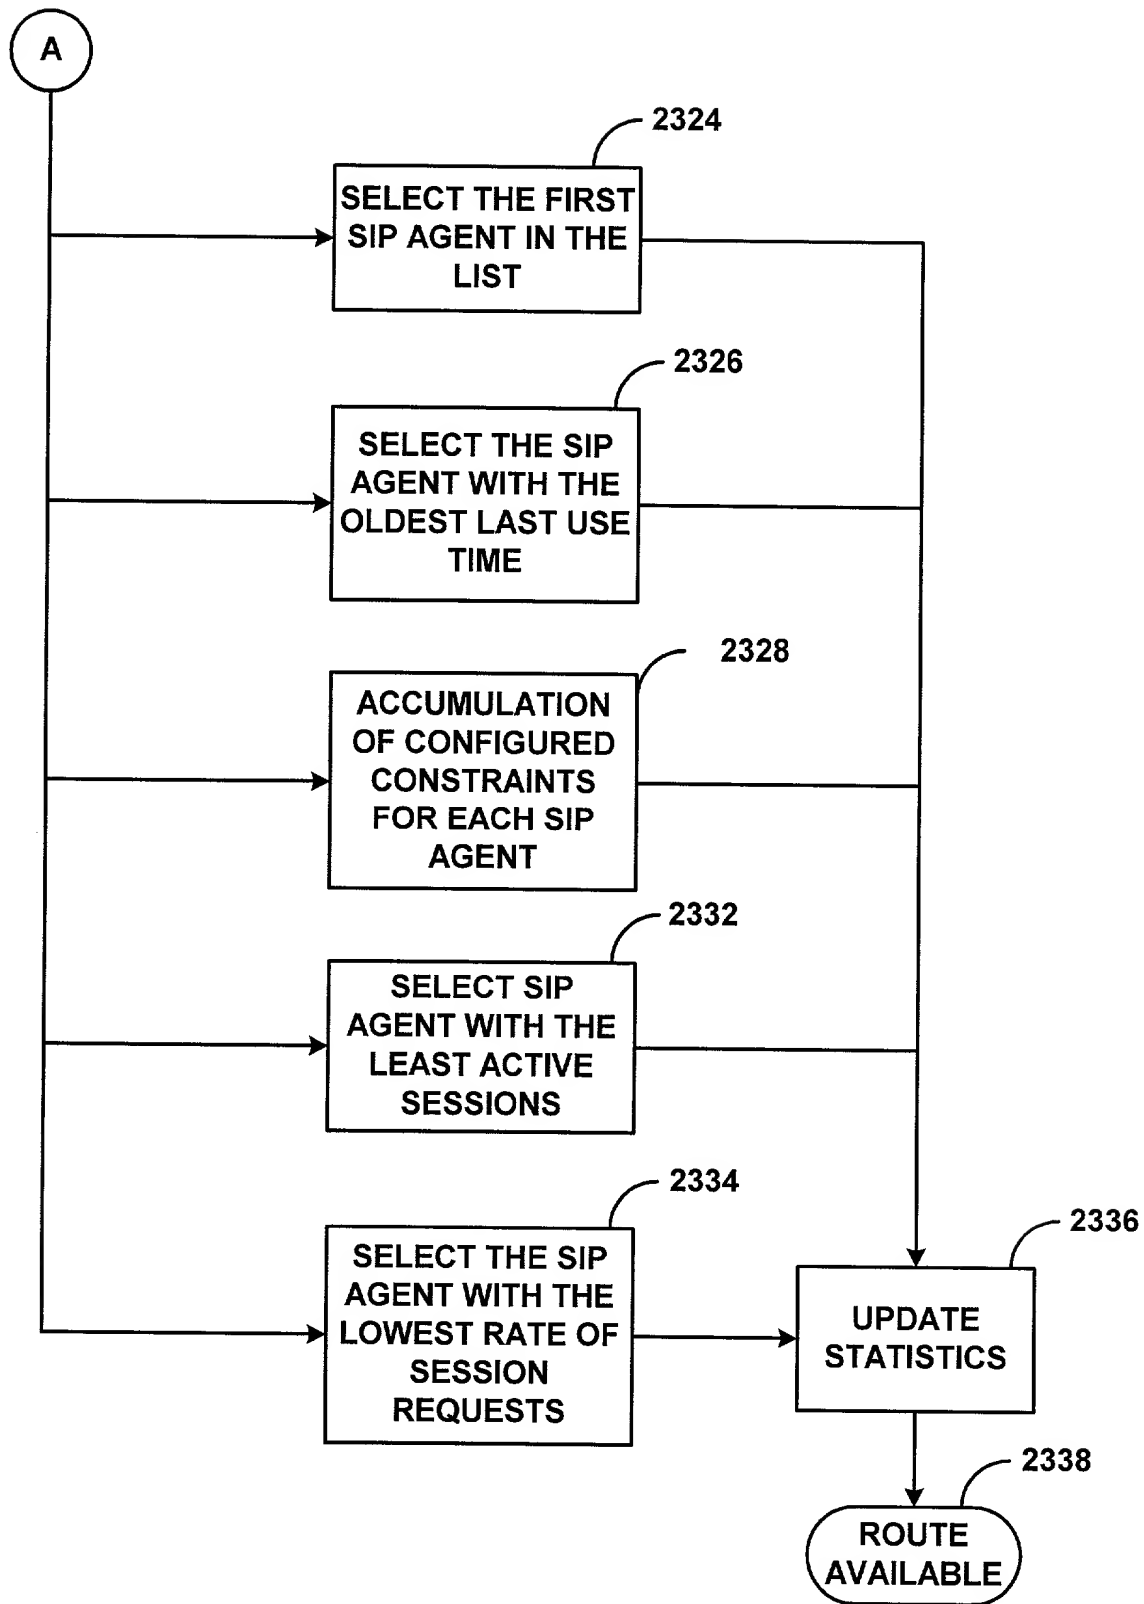 A
2324
SELECT THE FIRST
SIP AGENT IN THE
LIST
2326
SELECT THE SIP
AGENT WITH THE
OLDEST LAST USE
TIME
2328
ACCUMULATION
OF CONFIGURED
CONSTRAINTS
FOR EACH SIP
AGENT
2332
SELECT SIP
AGENT WITH THE
LEAST ACTIVE
SESSIONS
2334
SELECT THE SIP
AGENT WITH THE
LOWEST RATE OF
SESSION
REQUESTS
2336
UPDATE
STATISTICS
2338
ROUTE
AVAILABLE